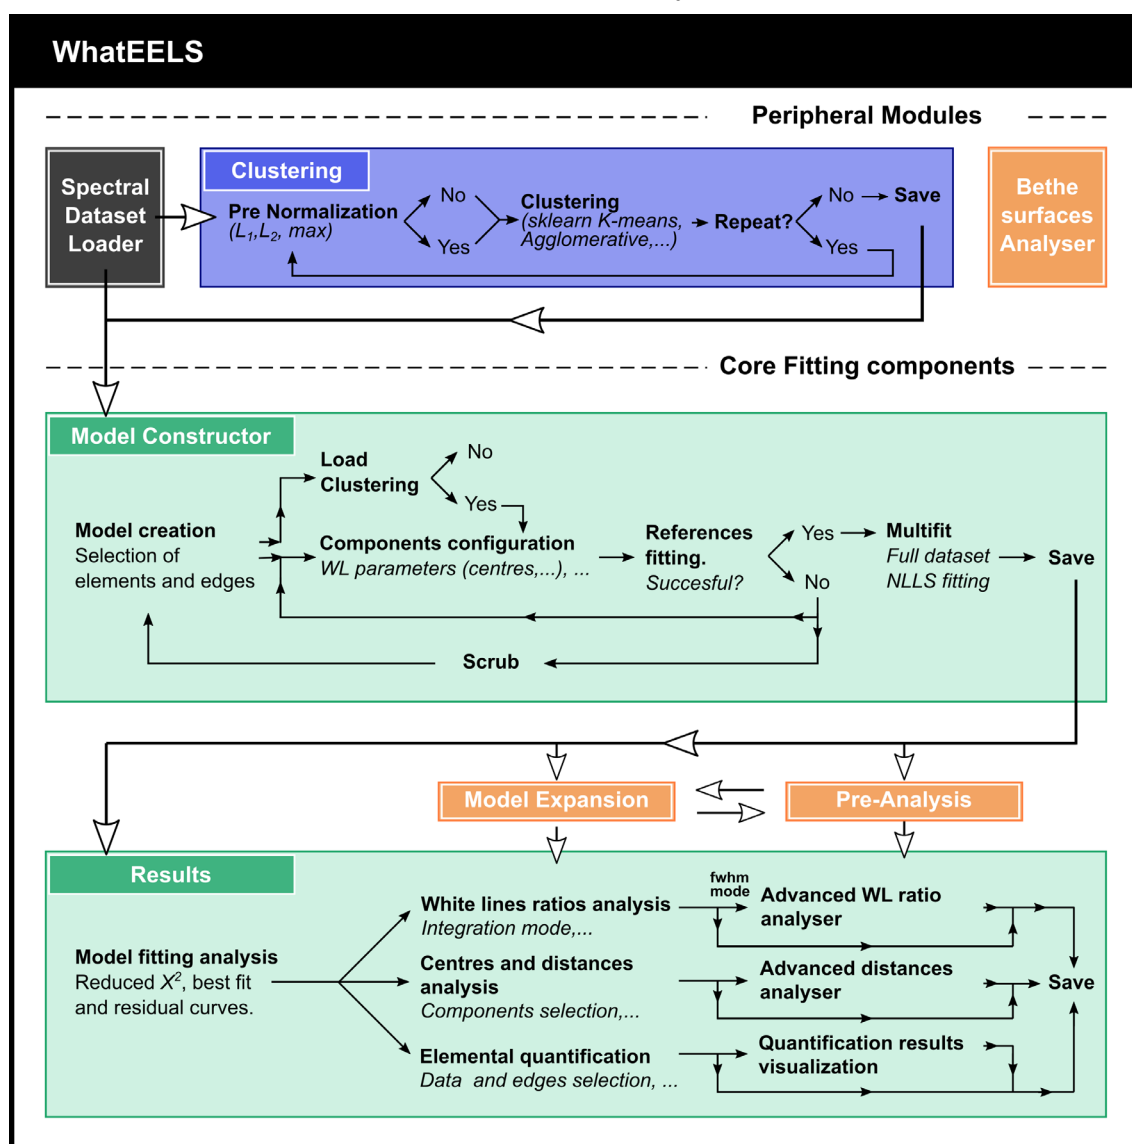 WhatEELS
Peripheral Modules
Spectral
Dataset
Loader
Clustering
Pre Normalization
(L₁,L₂, max)
No
Yes
Clustering
(sklearn K-means,
Agglomerative,...)
Repeat?
No
Yes
Save
Bethe
surfaces
Analyser
Core Fitting components
Model Constructor
Load
Clustering
No
Yes
Model creation
Selection of
elements and edges
Components configuration
WL parameters (centres,...), ...
References
fitting.
Succesful?
Yes
No
Multifit
Full dataset
NLLS fitting
Save
Scrub
Model Expansion
Pre-Analysis
Results
Model fitting analysis
Reduced X², best fit
and residual curves.
White lines ratios analysis
Integration mode,...
fwhm
mode
Advanced WL ratio
analyser
Centres and distances
analysis
Components selection,...
Advanced distances
analyser
Save
Elemental quantification
Data and edges selection, ...
Quantification results
visualization